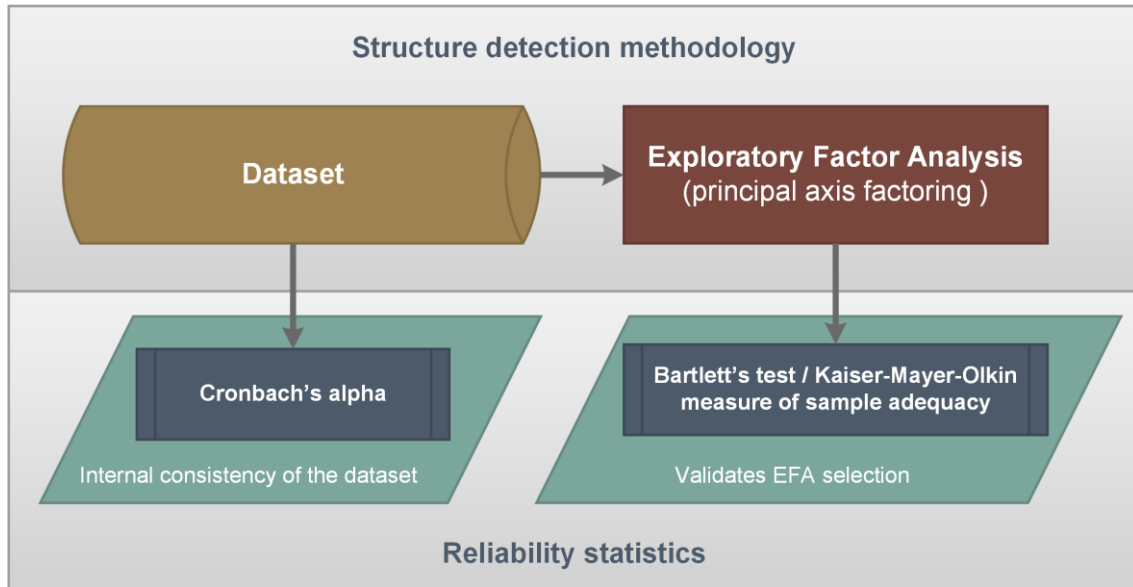 Structure detection methodology
Dataset
Exploratory Factor Analysis
(principal axis factoring )
Cronbach's alpha
Internal consistency of the dataset
Bartlett's test / Kaiser-Mayer-Olkin
measure of sample adequacy
Validates EFA selection
Reliability statistics